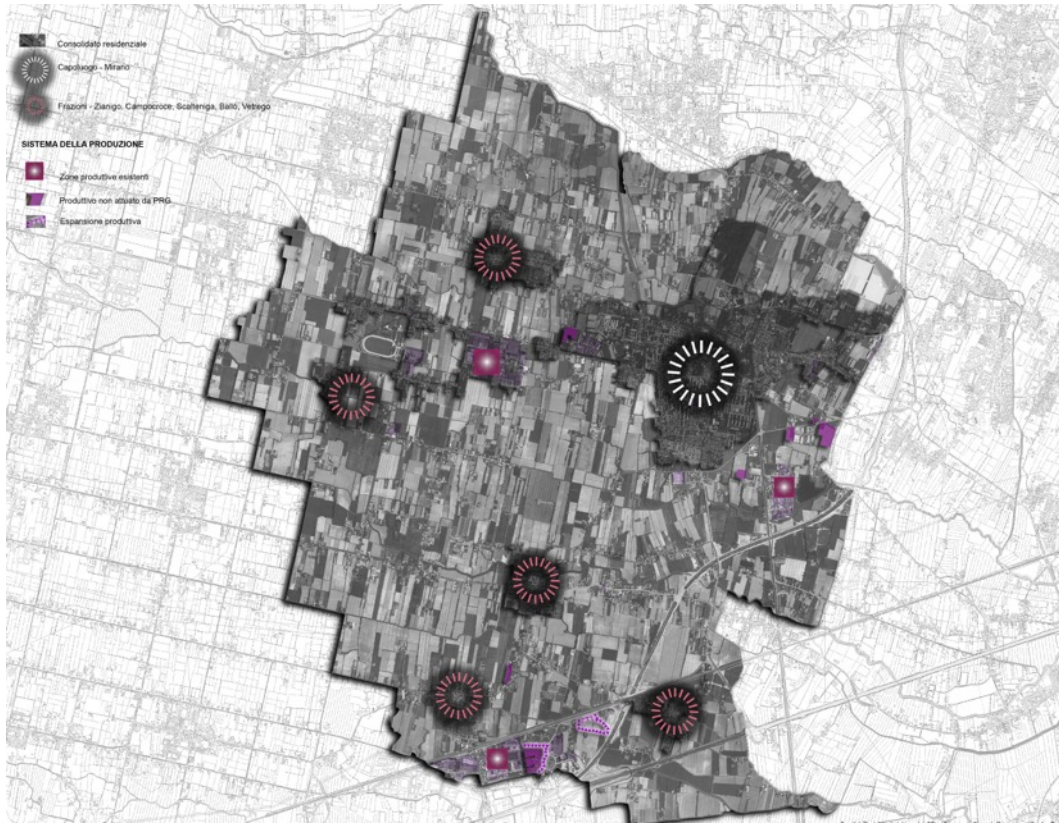 Consolidato residenziale
Capoluogo - Mirano
Frazioni - Zianigo, Campocroce, Scaltenigo, Ballò, Vetrego
SISTEMA DELLA PRODUZIONE
Zone produttive esistenti
Produttivo non attuato da PRG
Espansione produttiva